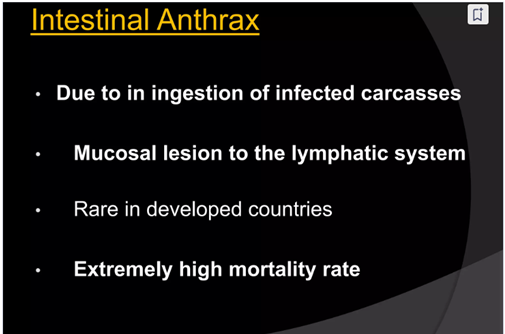 Intestinal Anthrax
• Due to in ingestion of infected carcasses
• Mucosal lesion to the lymphatic system
• Rare in developed countries
• Extremely high mortality rate